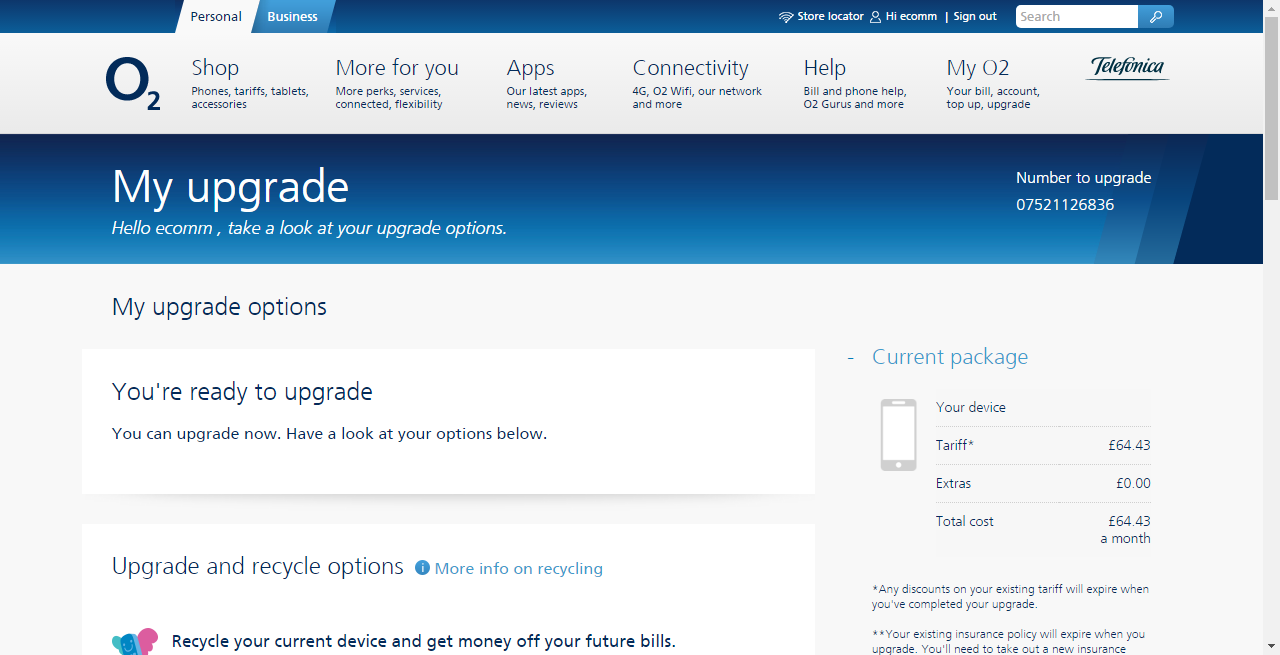 Personal
Business
Store locator
Hi ecomm
| Sign out
Search
O2
Shop
Phones, tariffs, tablets,
accessories
More for you
More perks, services,
connected, flexibility
Apps
Our latest apps,
news, reviews
Connectivity
4G, O2 Wifi, our network
and more
Help
Bill and phone help,
O2 Gurus and more
My O2
Your bill, account,
top up, upgrade
Telefónica
My upgrade
Hello ecomm , take a look at your upgrade options.
Number to upgrade
07521126836
My upgrade options
You're ready to upgrade
You can upgrade now. Have a look at your options below.
Upgrade and recycle options
i More info on recycling
Recycle your current device and get money off your future bills.
- Current package
Your device
Tariff* £64.43
Extras £0.00
Total cost £64.43
a month
*Any discounts on your existing tariff will expire when
you've completed your upgrade.
**Your existing insurance policy will expire when you
upgrade. You'll need to take out a new insurance